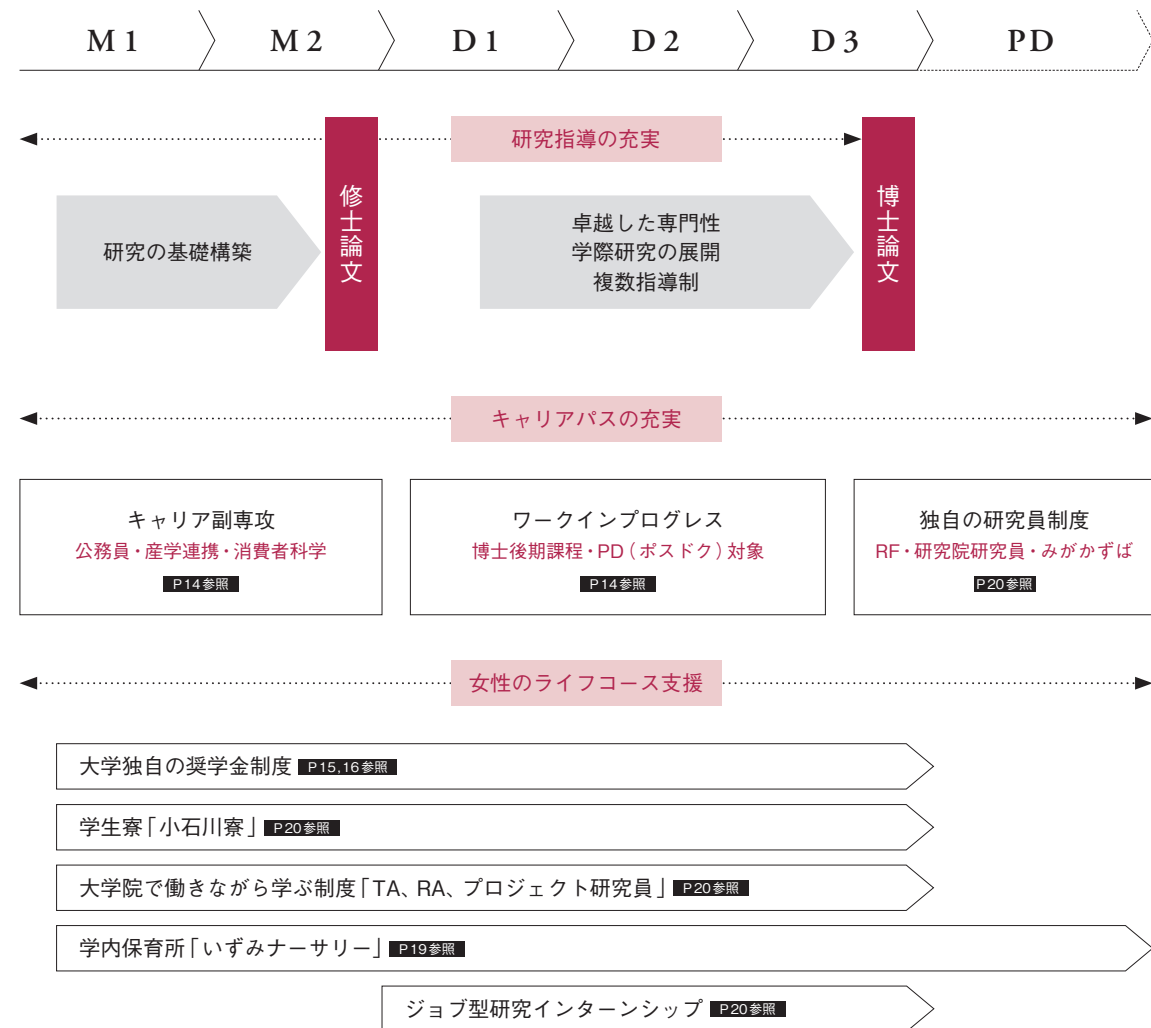 M1 M2 D1 D2 D3 PD
研究指導の充実
修士論文
博士論文
研究の基礎構築
卓越した専門性
学際研究の展開
複数指導制
キャリアパスの充実
キャリア副専攻
公務員・産学連携・消費者科学
P14参照
ワークインプログレス
博士後期課程・PD（ポスドク）対象
P14参照
独自の研究員制度
RF・研究院研究員・みがかずば
P20参照
女性のライフコース支援
大学独自の奨学金制度 P15,16参照
学生寮「小石川寮」 P20参照
大学院で働きながら学ぶ制度「TA、RA、プロジェクト研究員」 P20参照
学内保育所「いずみナーサリー」 P19参照
ジョブ型研究インターンシップ P20参照